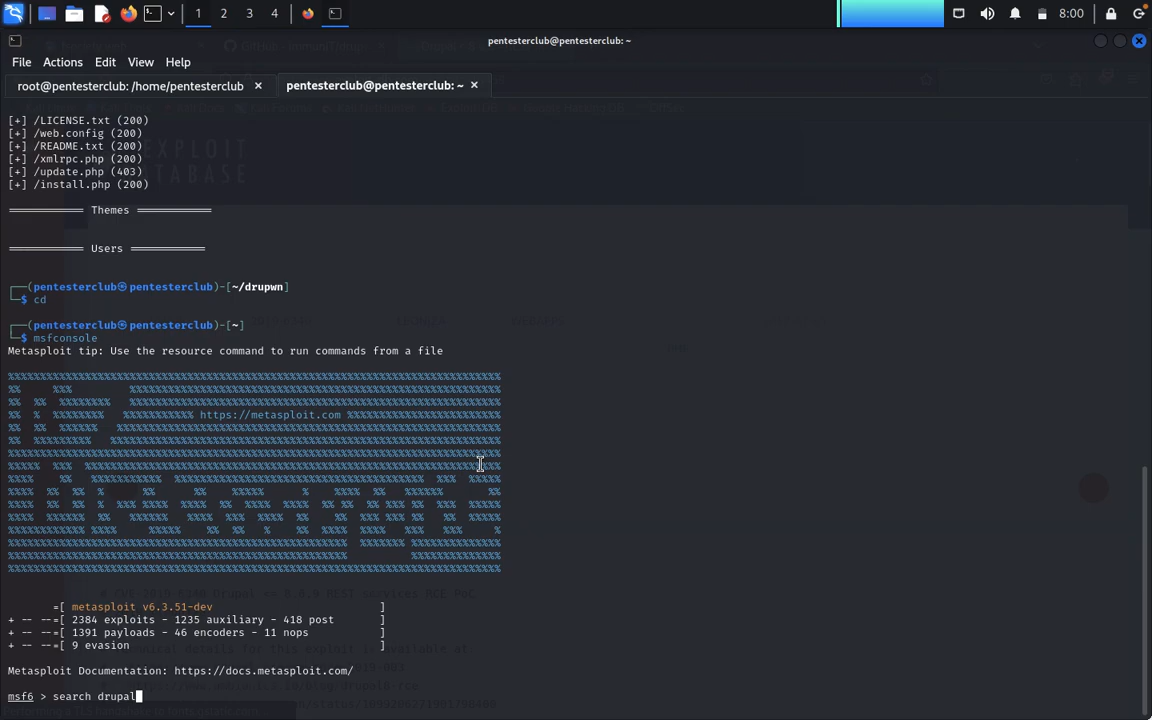 1 2 3 4 8:00
pentesterclub@pentesterclub: ~
File Actions Edit View Help
root@pentesterclub: /home/pentesterclub × pentesterclub@pentesterclub: ~ ×
[+] /LICENSE.txt (200)
[+] /web.config (200)
[+] /README.txt (200)
[+] /xmlrpc.php (200)
[+] /update.php (403)
[+] /install.php (200)
EXPLOIT
DATABASE
============ Themes ============
============ Users ============
┌──(pentesterclub㉿pentesterclub)-[~/drupwn]
└─$ cd
┌──(pentesterclub㉿pentesterclub)-[~]
└─$ msfconsole
Metasploit tip: Use the resource command to run commands from a file
https://metasploit.com
=[ metasploit v6.3.51-dev ]
+ -- --=[ 2384 exploits - 1235 auxiliary - 418 post ]
+ -- --=[ 1391 payloads - 46 encoders - 11 nops ]
+ -- --=[ 9 evasion ]
Metasploit Documentation: https://docs.metasploit.com/
msf6 > search drupal